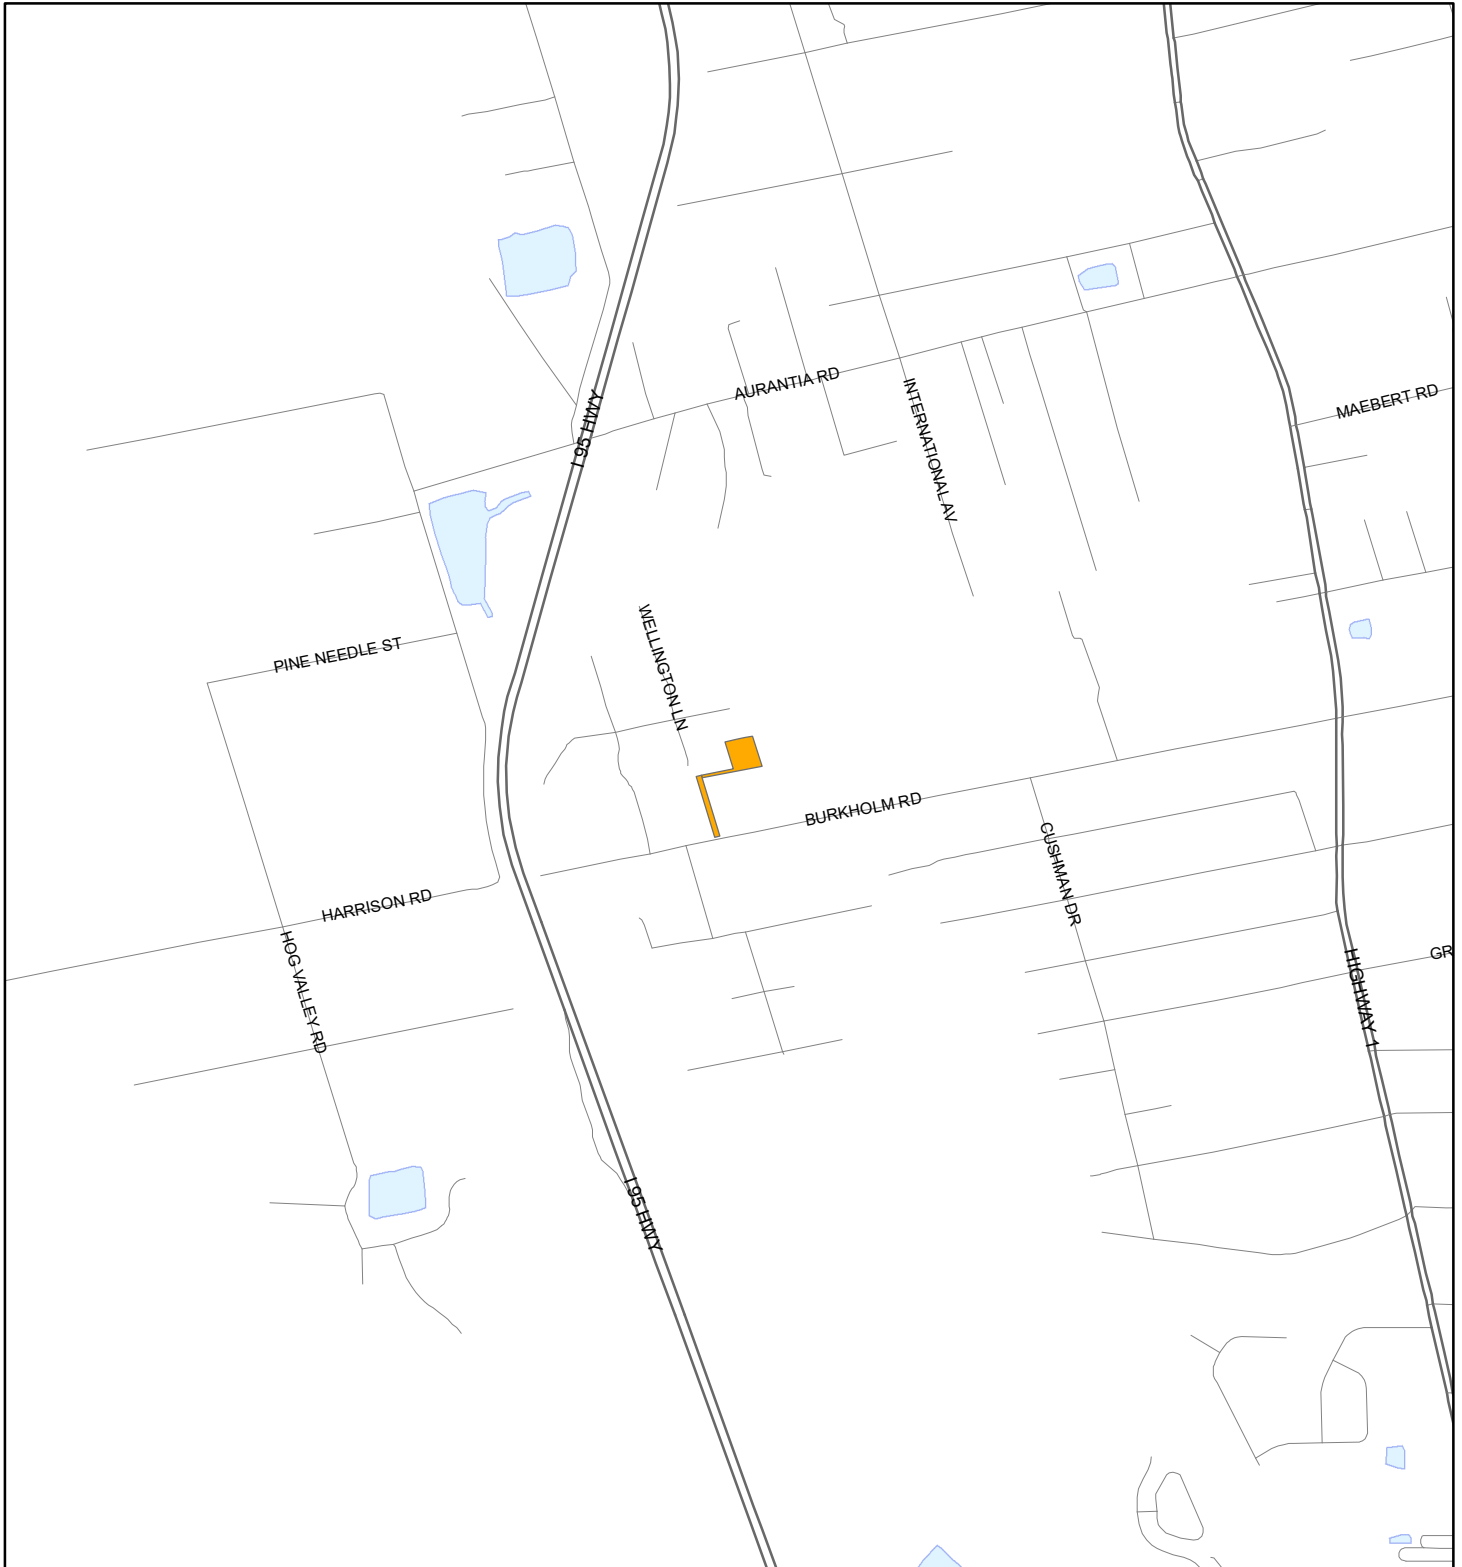 AURANTIA RD
I 95 HWY
INTERNATIONAL AV
MAEBERT RD
WELLINGTON LN
PINE NEEDLE ST
BURKHOLM RD
CUSHMAN DR
HARRISON RD
HOG VALLEY RD
HIGHWAY 1
GR
I 95 HWY